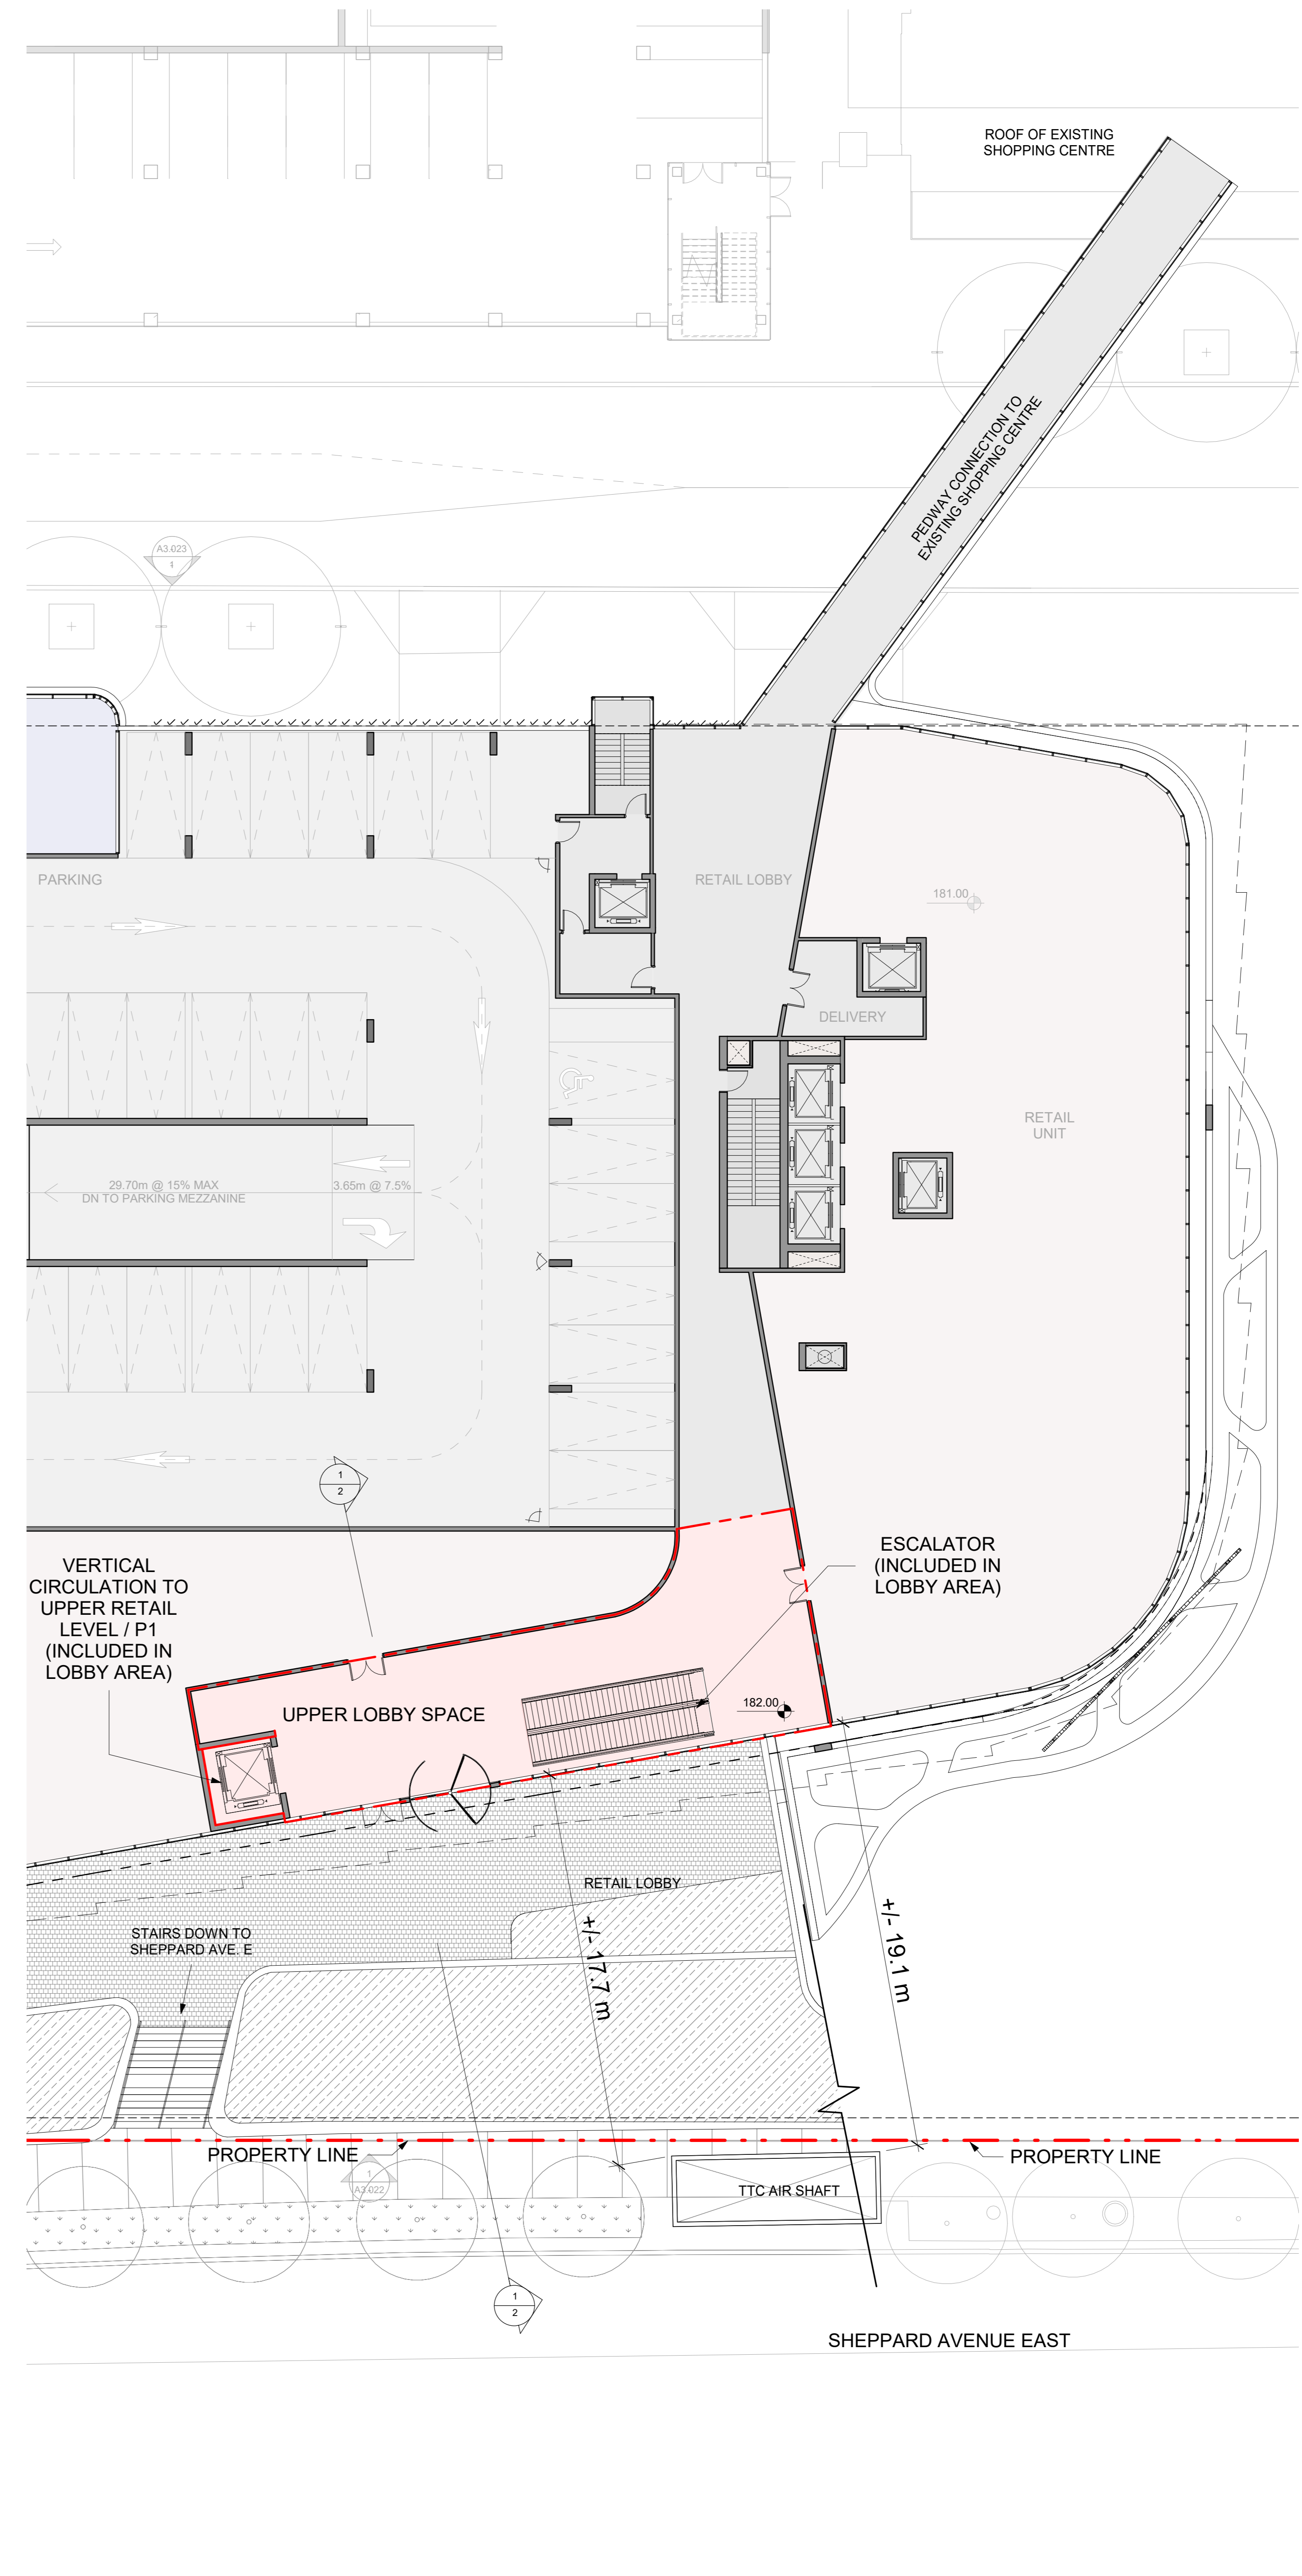 ROOF OF EXISTING
SHOPPING CENTRE
PEDWAY CONNECTION TO
EXISTING SHOPPING CENTRE
A3.023
PARKING
RETAIL LOBBY
181.00
DELIVERY
RETAIL
UNIT
29.70m @ 15% MAX
DN TO PARKING MEZZANINE
3.65m @ 7.5%
1
2
VERTICAL
CIRCULATION TO
UPPER RETAIL
LEVEL / P1
(INCLUDED IN
LOBBY AREA)
ESCALATOR
(INCLUDED IN
LOBBY AREA)
UPPER LOBBY SPACE
182.00
RETAIL LOBBY
STAIRS DOWN TO
SHEPPARD AVE. E
+/- 17.7 m
+/- 19.1 m
PROPERTY LINE
PROPERTY LINE
1
A3.022
TTC AIR SHAFT
1
2
SHEPPARD AVENUE EAST